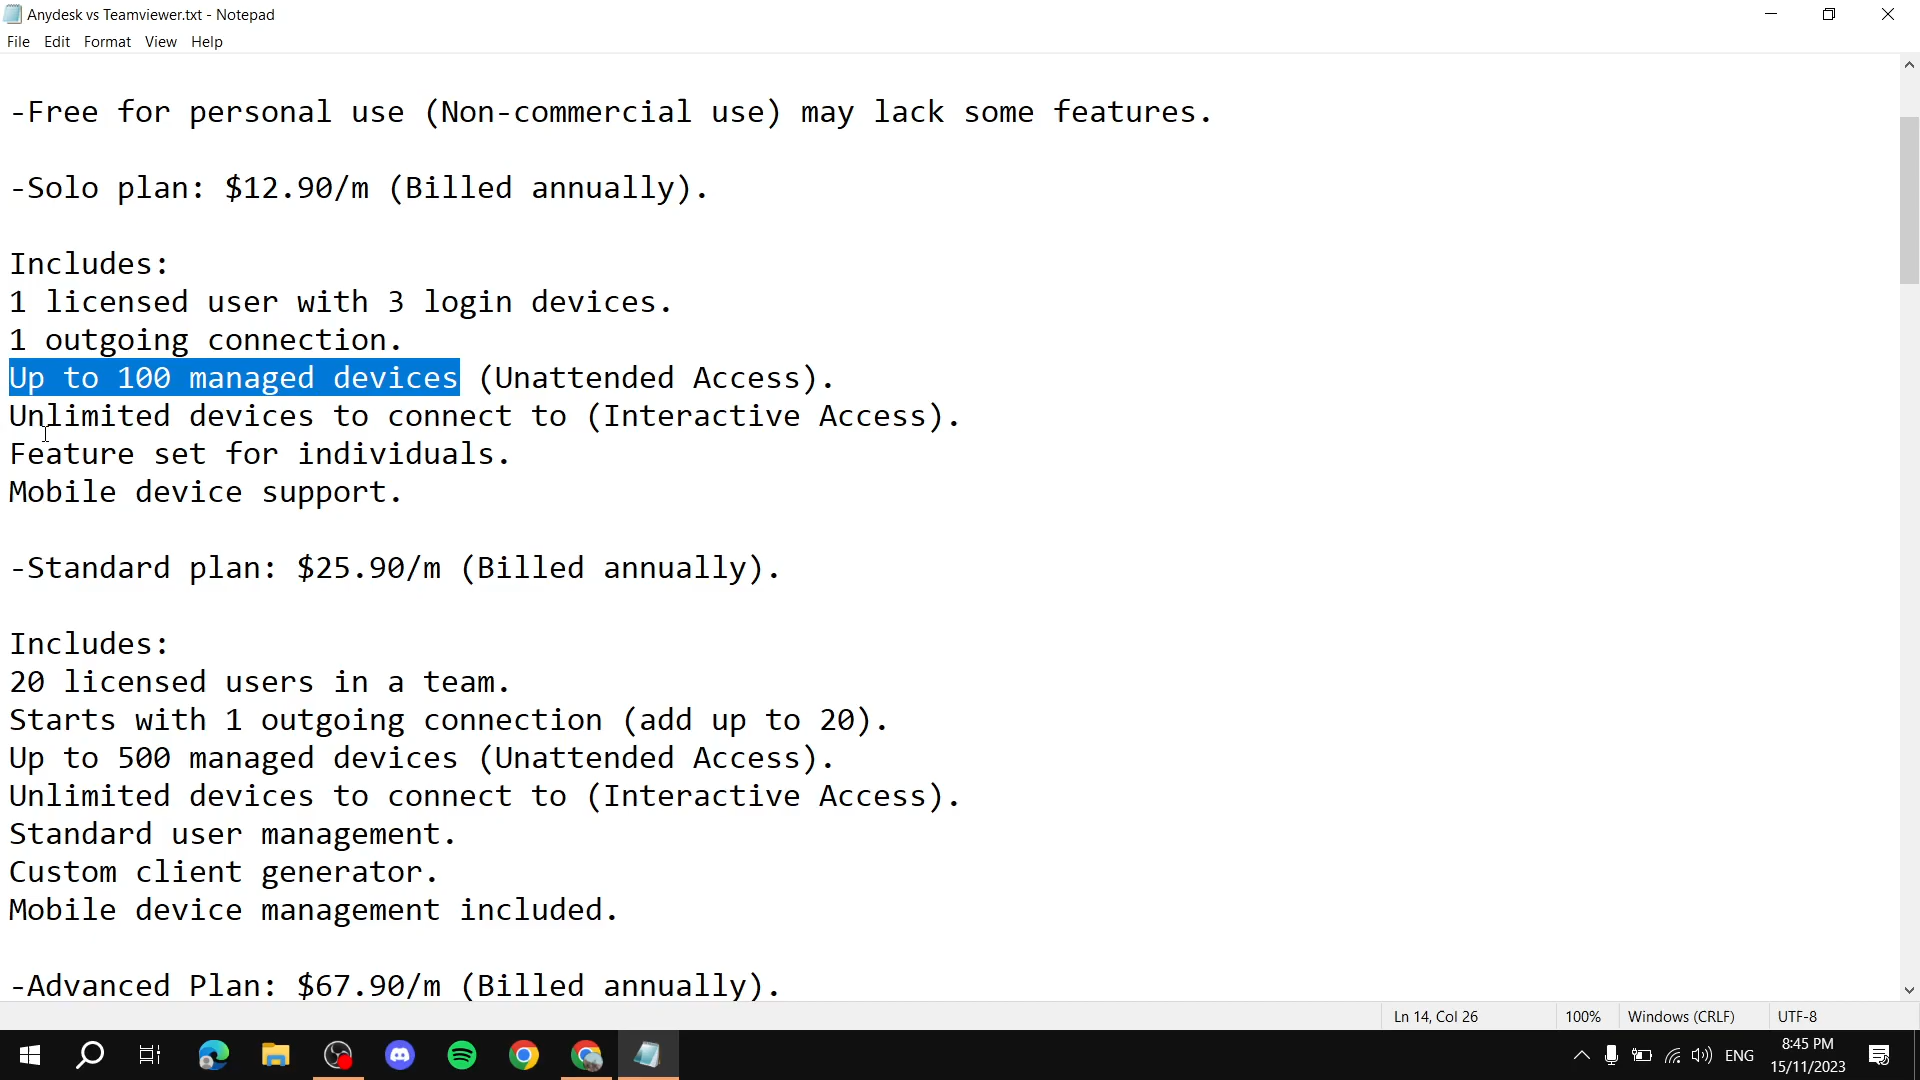 Anydesk vs Teamviewer.txt - Notepad
File Edit Format View Help
-Free for personal use (Non-commercial use) may lack some features.
-Solo plan: $12.90/m (Billed annually).
Includes:
1 licensed user with 3 login devices.
1 outgoing connection.
Up to 100 managed devices (Unattended Access).
Unlimited devices to connect to (Interactive Access).
Feature set for individuals.
Mobile device support.
-Standard plan: $25.90/m (Billed annually).
Includes:
20 licensed users in a team.
Starts with 1 outgoing connection (add up to 20).
Up to 500 managed devices (Unattended Access).
Unlimited devices to connect to (Interactive Access).
Standard user management.
Custom client generator.
Mobile device management included.
-Advanced Plan: $67.90/m (Billed annually).
Ln 14, Col 26 100% Windows (CRLF) UTF-8
ENG 8:45 PM
15/11/2023